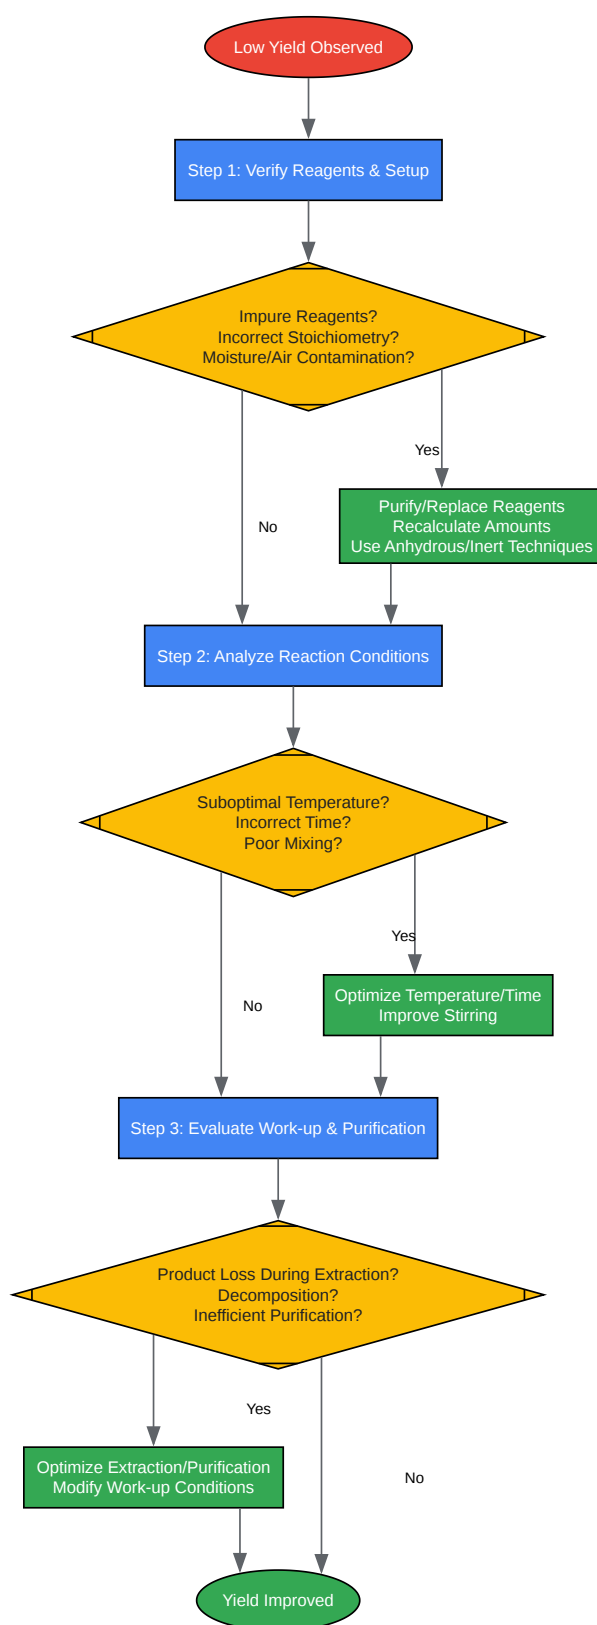 Low Yield Observed
Step 1: Verify Reagents & Setup
Impure Reagents?
Incorrect Stoichiometry?
Moisture/Air Contamination?
Yes
Purify/Replace Reagents
Recalculate Amounts
Use Anhydrous/Inert Techniques
No
Step 2: Analyze Reaction Conditions
Suboptimal Temperature?
Incorrect Time?
Poor Mixing?
Yes
Optimize Temperature/Time
Improve Stirring
No
Step 3: Evaluate Work-up & Purification
Product Loss During Extraction?
Decomposition?
Inefficient Purification?
Yes
Optimize Extraction/Purification
Modify Work-up Conditions
No
Yield Improved